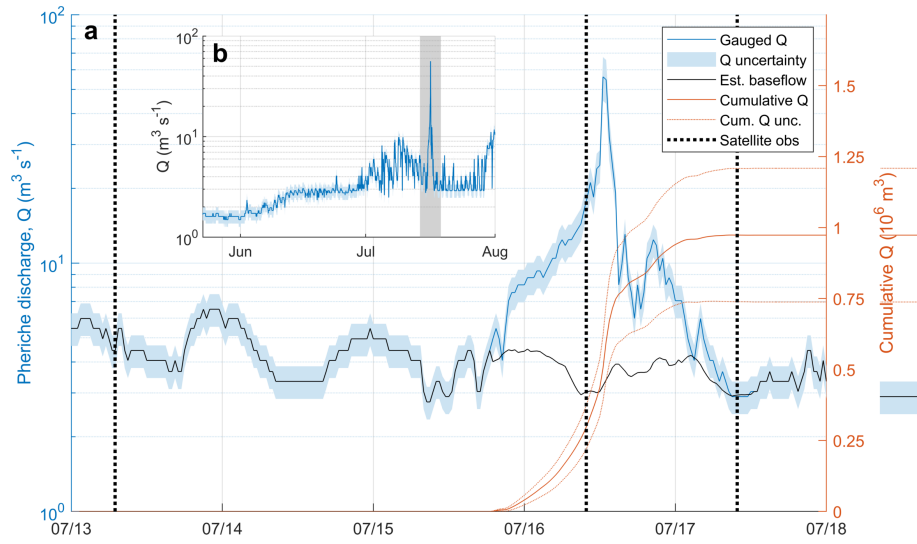 a
b
10²
10¹
10⁰
Pheriche discharge, Q (m³ s⁻¹)
10²
10¹
10⁰
Q (m³ s⁻¹)
Jun
Jul
Aug
Gauged Q
Q uncertainty
Est. baseflow
Cumulative Q
Cum. Q unc.
Satellite obs
1.5
1.25
1
0.75
0.5
0.25
0
Cumulative Q (10⁶ m³)
07/13
07/14
07/15
07/16
07/17
07/18